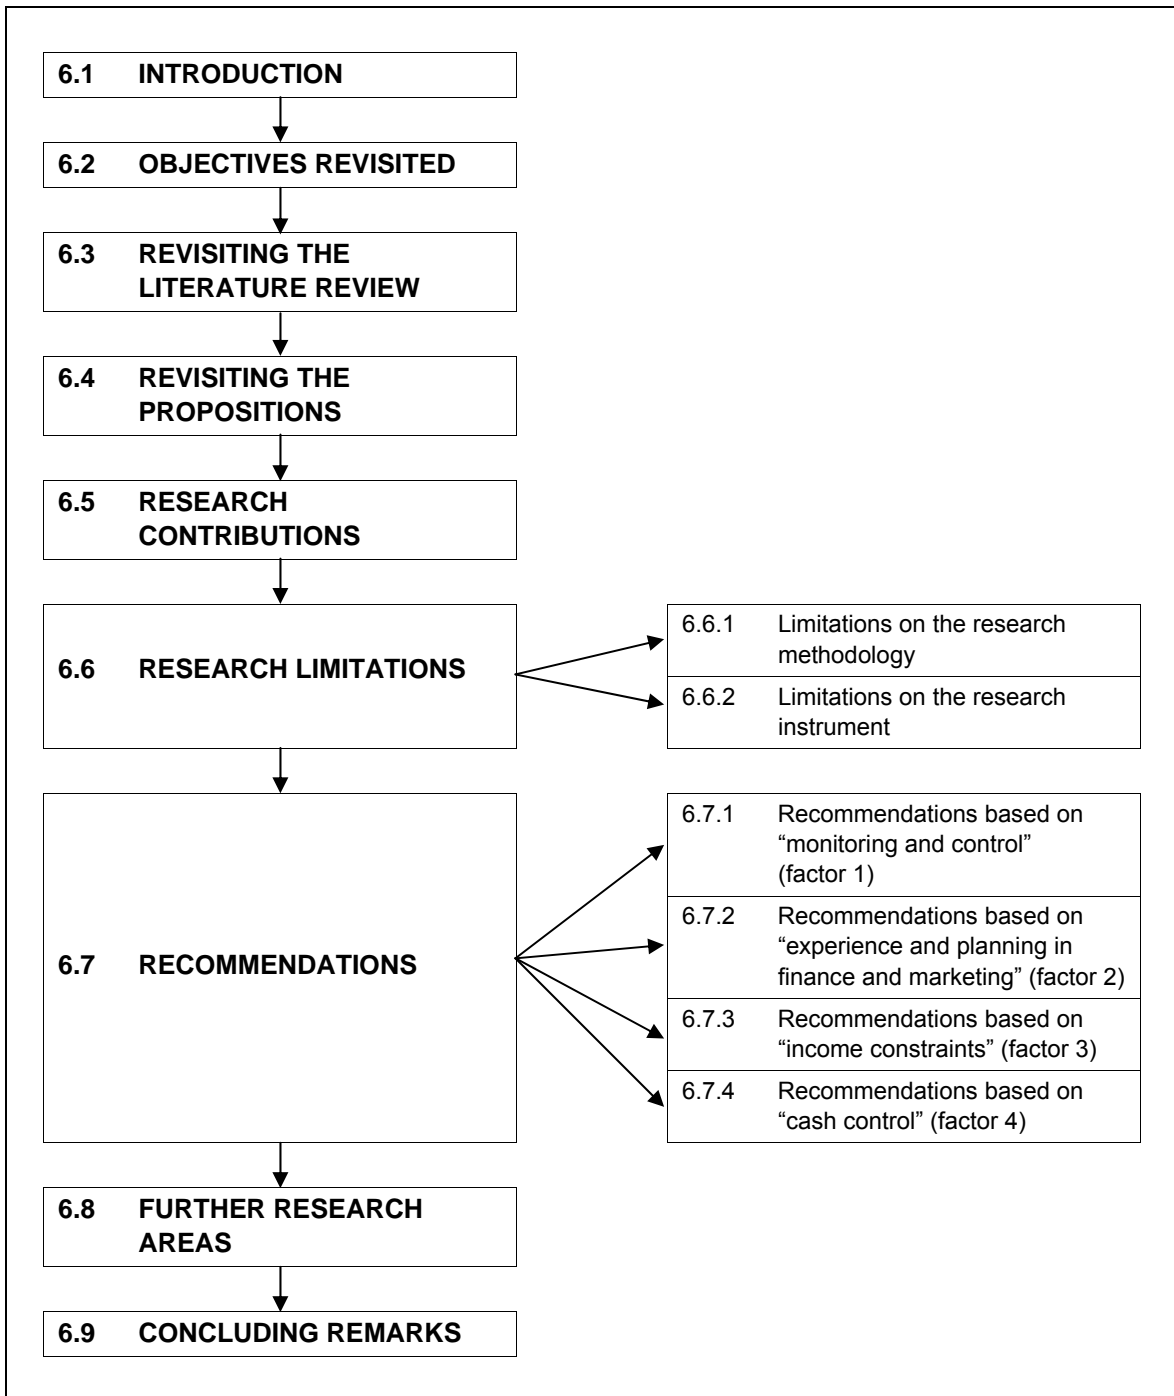 6.1 INTRODUCTION
6.2 OBJECTIVES REVISITED
6.3 REVISITING THE
LITERATURE REVIEW
6.4 REVISITING THE
PROPOSITIONS
6.5 RESEARCH
CONTRIBUTIONS
6.6 RESEARCH LIMITATIONS
6.6.1 Limitations on the research
methodology
6.6.2 Limitations on the research
instrument
6.7 RECOMMENDATIONS
6.7.1 Recommendations based on
“monitoring and control”
(factor 1)
6.7.2 Recommendations based on
“experience and planning in
finance and marketing” (factor 2)
6.7.3 Recommendations based on
“income constraints” (factor 3)
6.7.4 Recommendations based on
“cash control” (factor 4)
6.8 FURTHER RESEARCH
AREAS
6.9 CONCLUDING REMARKS